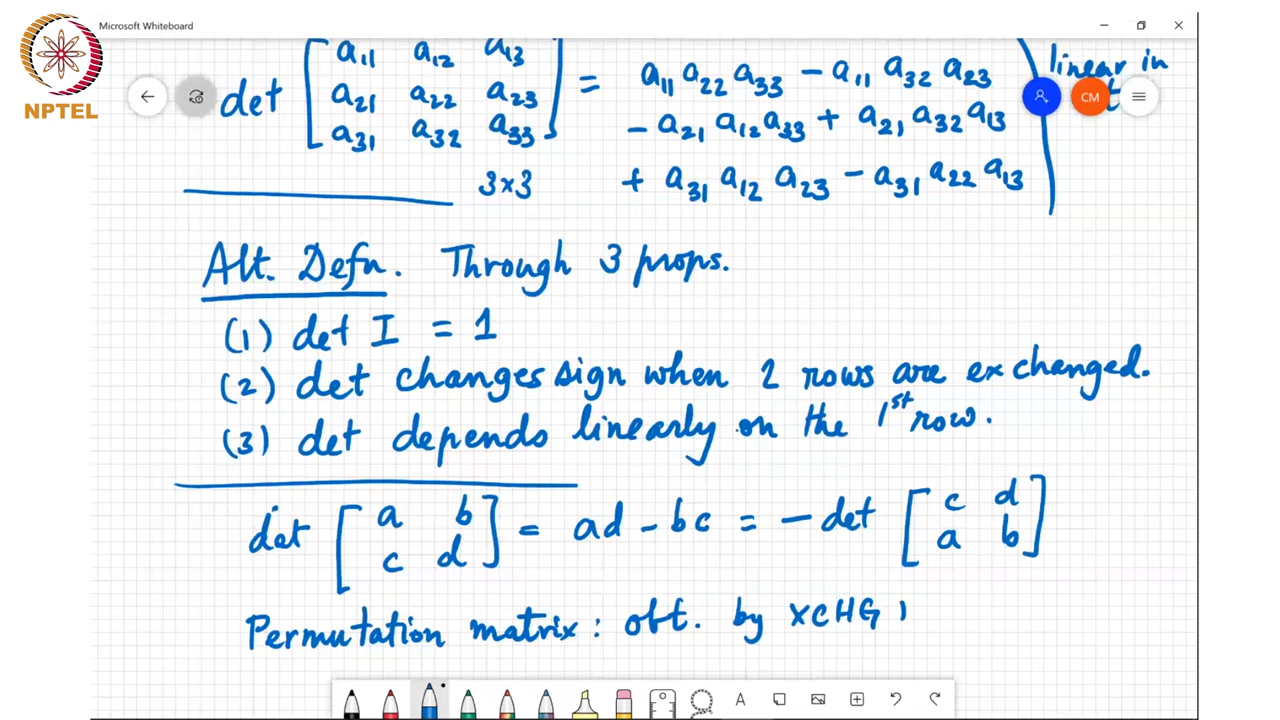 Microsoft Whiteboard
NPTEL
det [ a11 a12 a13
a21 a22 a23
a31 a32 a33 ] 3×3
= a11 a22 a33 - a11 a32 a23
- a21 a12 a33 + a21 a32 a13
+ a31 a12 a23 - a31 a22 a13
linear in
CM
Alt. Defn. Through 3 props.
(1) det I = 1
(2) det changes sign when 2 rows are exchanged.
(3) det depends linearly on the 1st row.
det [ a b
c d ] = ad - bc = - det [ c d
a b ]
Permutation matrix: obt. by XCHG
A